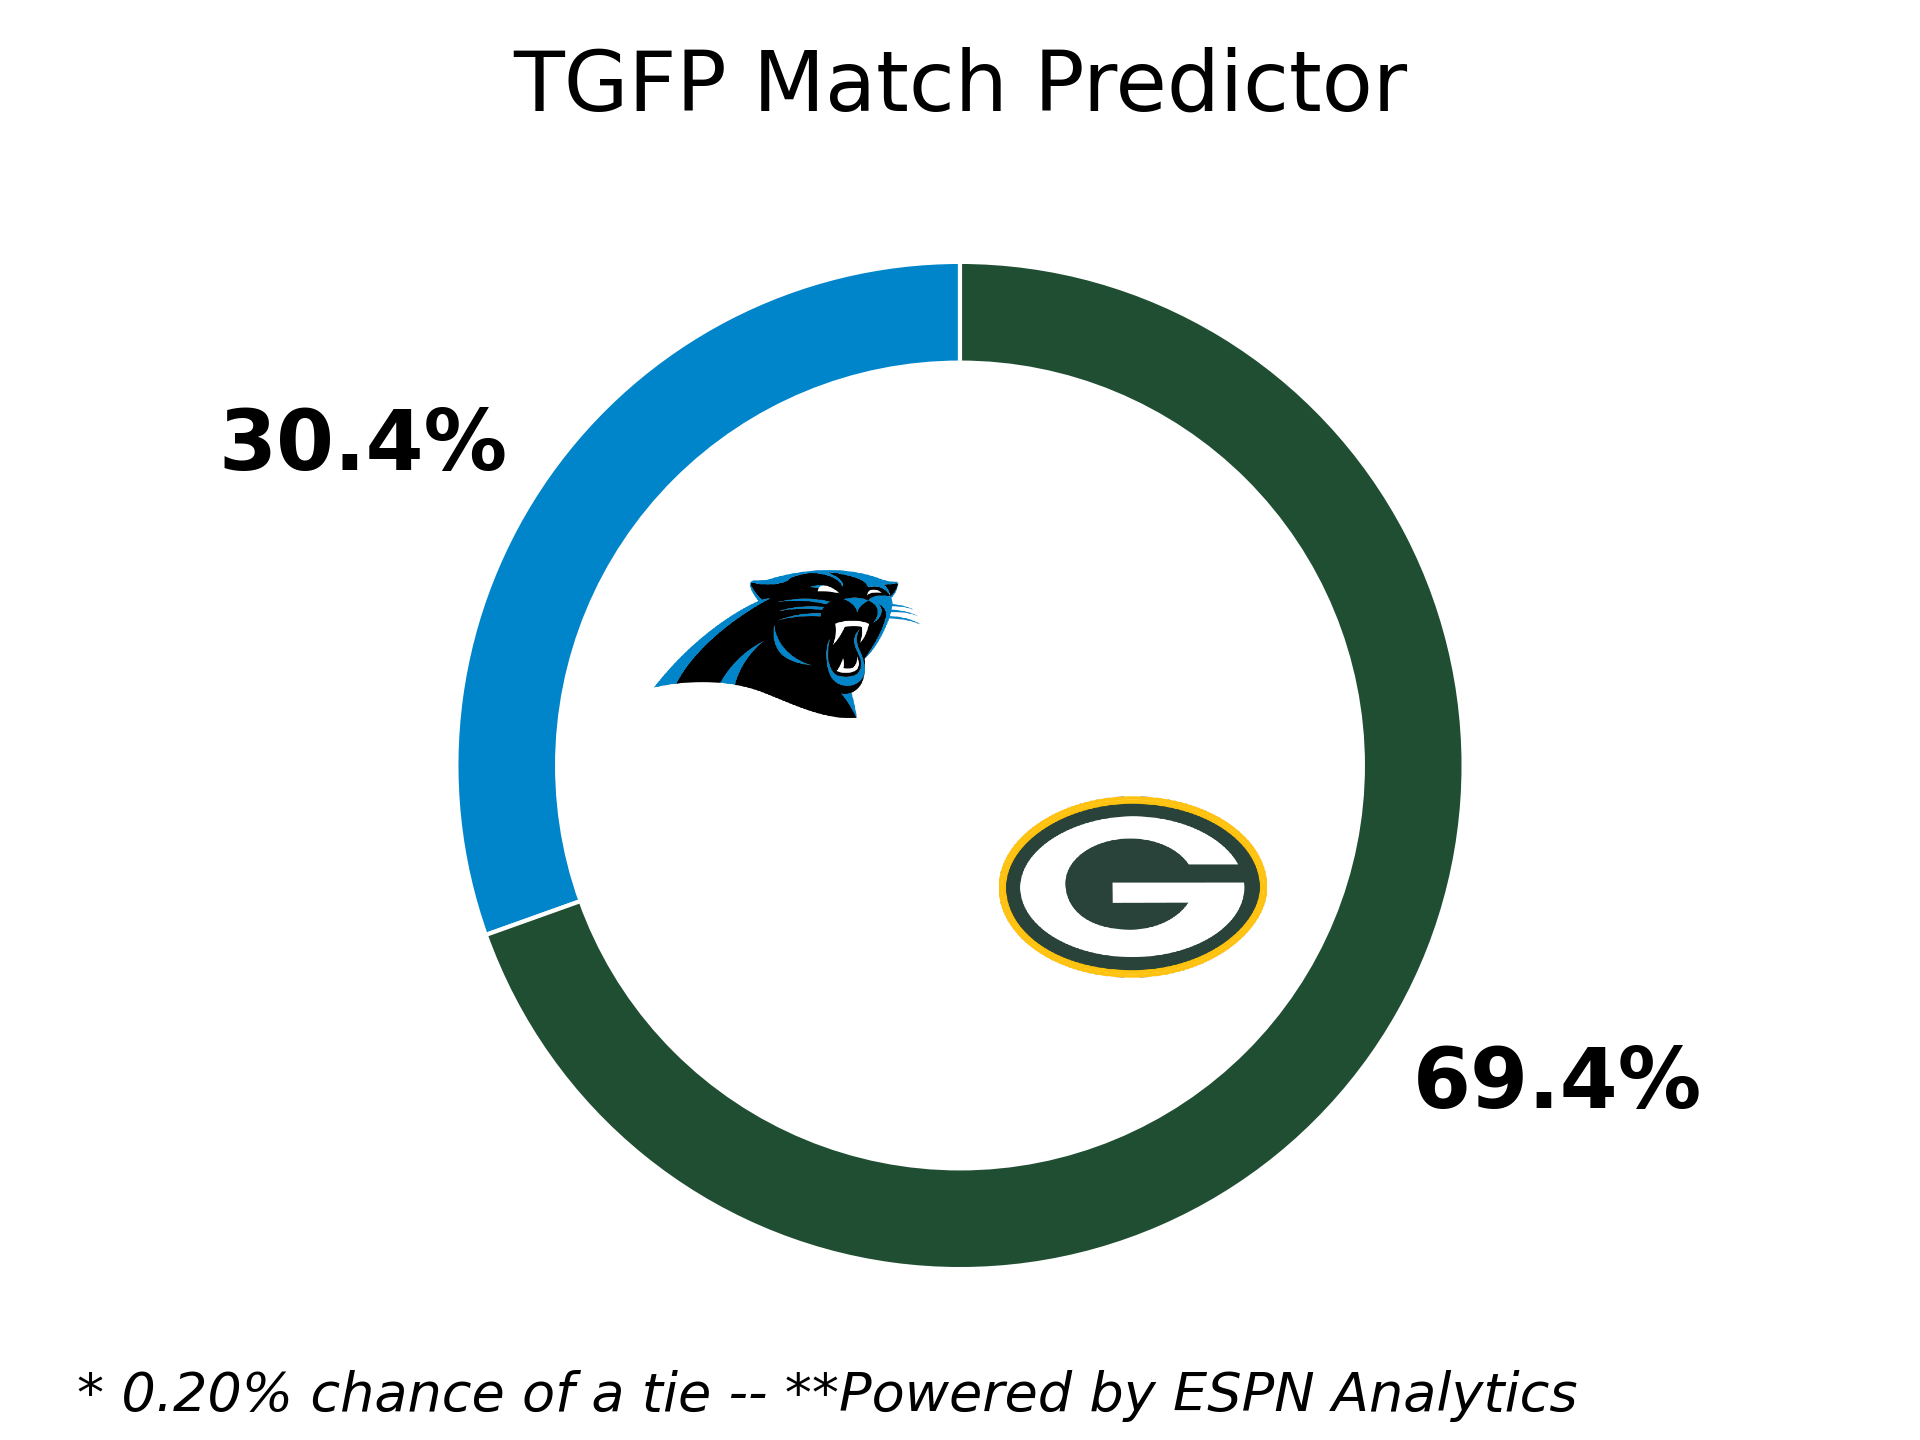 TGFP Match Predictor
30.4%
G
69.4%
* 0.20% chance of a tie -- **Powered by ESPN Analytics